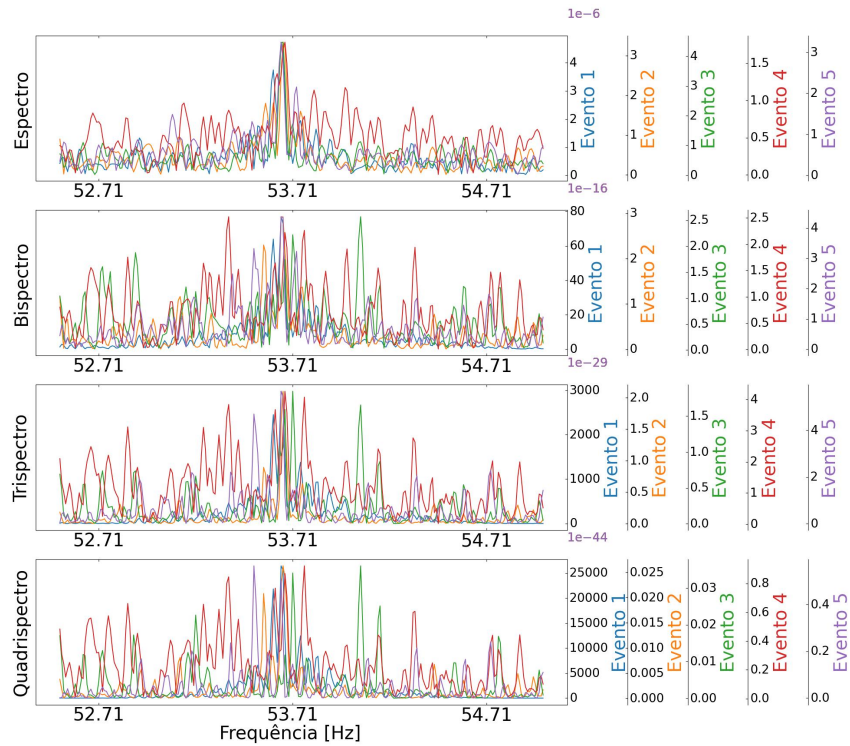 1e−6
Espectro
4
3
2
1
0
Evento 1
3
2
1
0
Evento 2
4
3
2
1
0
Evento 3
1.5
1.0
0.5
0.0
Evento 4
3
2
1
0
Evento 5
52.71 53.71 54.71
1e−16
Bispectro
80
60
40
20
0
Evento 1
3
2
1
0
Evento 2
2.5
2.0
1.5
1.0
0.5
0.0
Evento 3
2.5
2.0
1.5
1.0
0.5
0.0
Evento 4
4
3
2
1
0
Evento 5
52.71 53.71 54.71
1e−29
Trispectro
3000
2000
1000
0
Evento 1
2.0
1.5
1.0
0.5
0.0
Evento 2
1.5
1.0
0.5
0.0
Evento 3
4
3
2
1
0
Evento 4
4
2
0
Evento 5
52.71 53.71 54.71
1e−44
Quadrispectro
25000
20000
15000
10000
5000
0
Evento 1
0.025
0.020
0.015
0.010
0.005
0.000
Evento 2
0.03
0.02
0.01
0.00
Evento 3
0.8
0.6
0.4
0.2
0.0
Evento 4
0.4
0.2
0.0
Evento 5
52.71 53.71 54.71
Frequência [Hz]